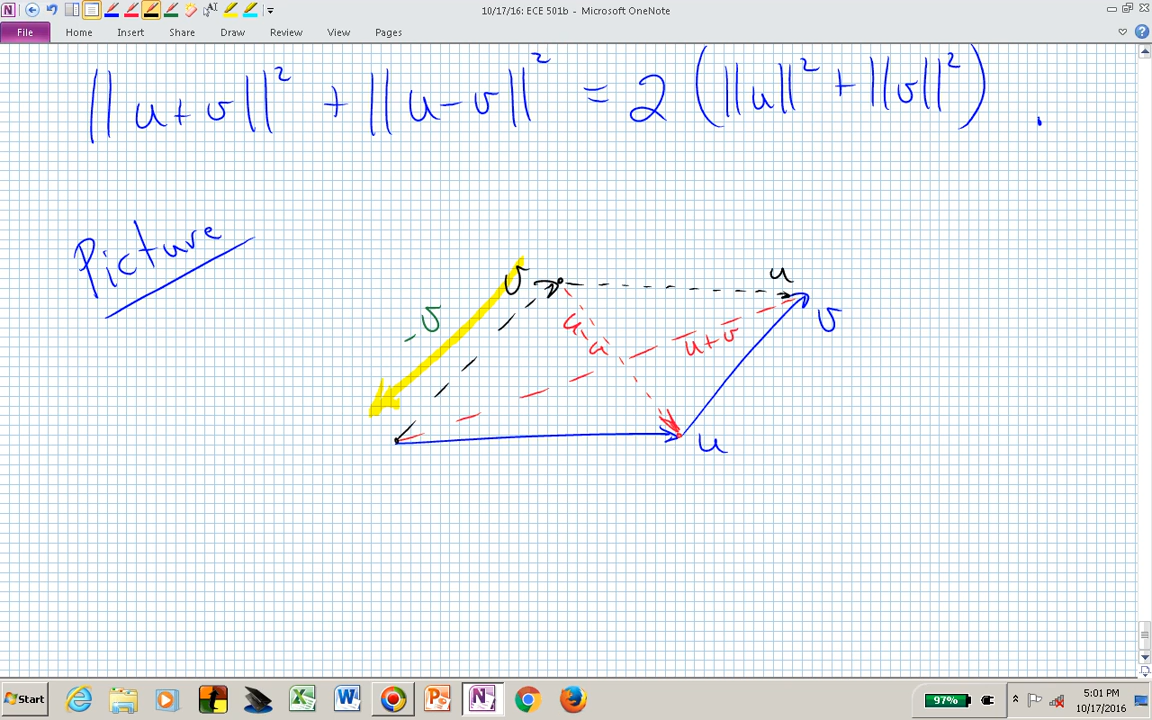 10/17/16: ECE 501b - Microsoft OneNote
File Home Insert Share Draw Review View Pages
||u+v||² + ||u-v||² = 2 (||u||² + ||v||²) .
Picture
v u
-v v
u+v
u
Start 97% 5:01 PM
10/17/2016